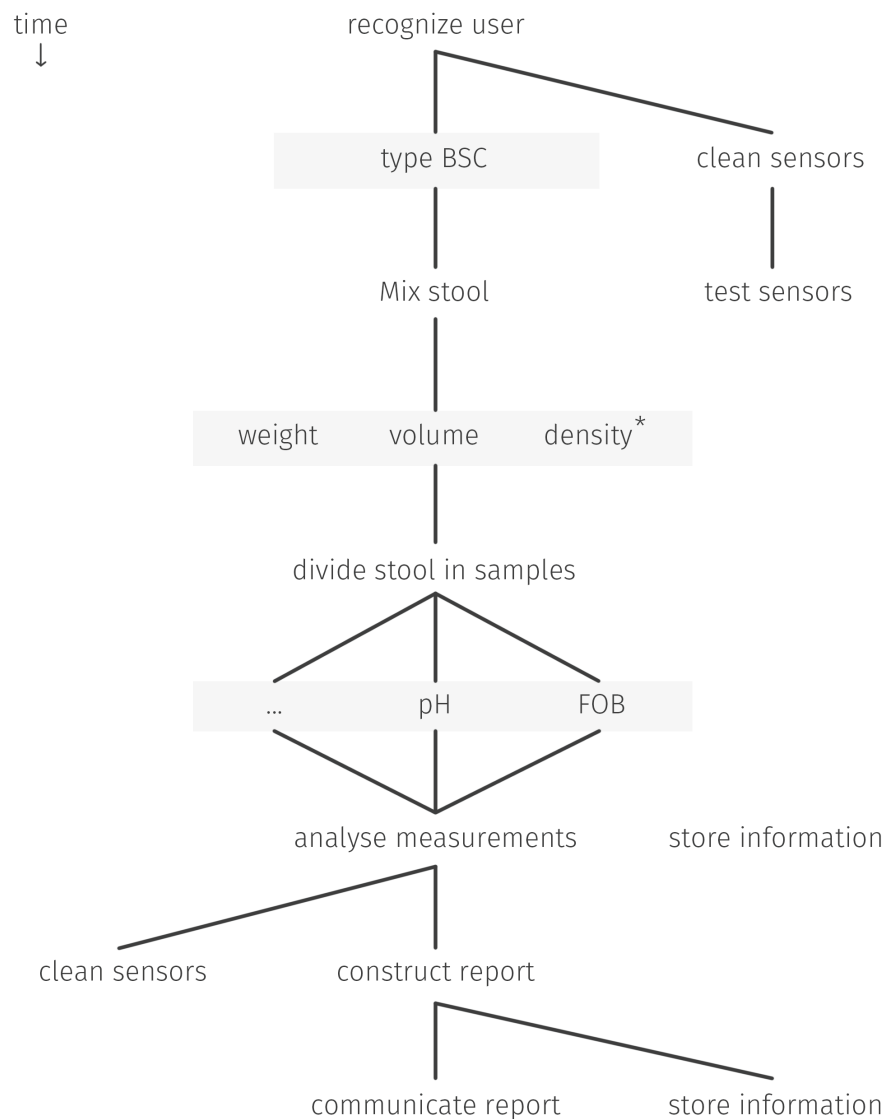 time
recognize user
↓
type BSC
clean sensors
Mix stool
test sensors
weight volume density*
divide stool in samples
... pH FOB
analyse measurements
store information
clean sensors
construct report
communicate report
store information